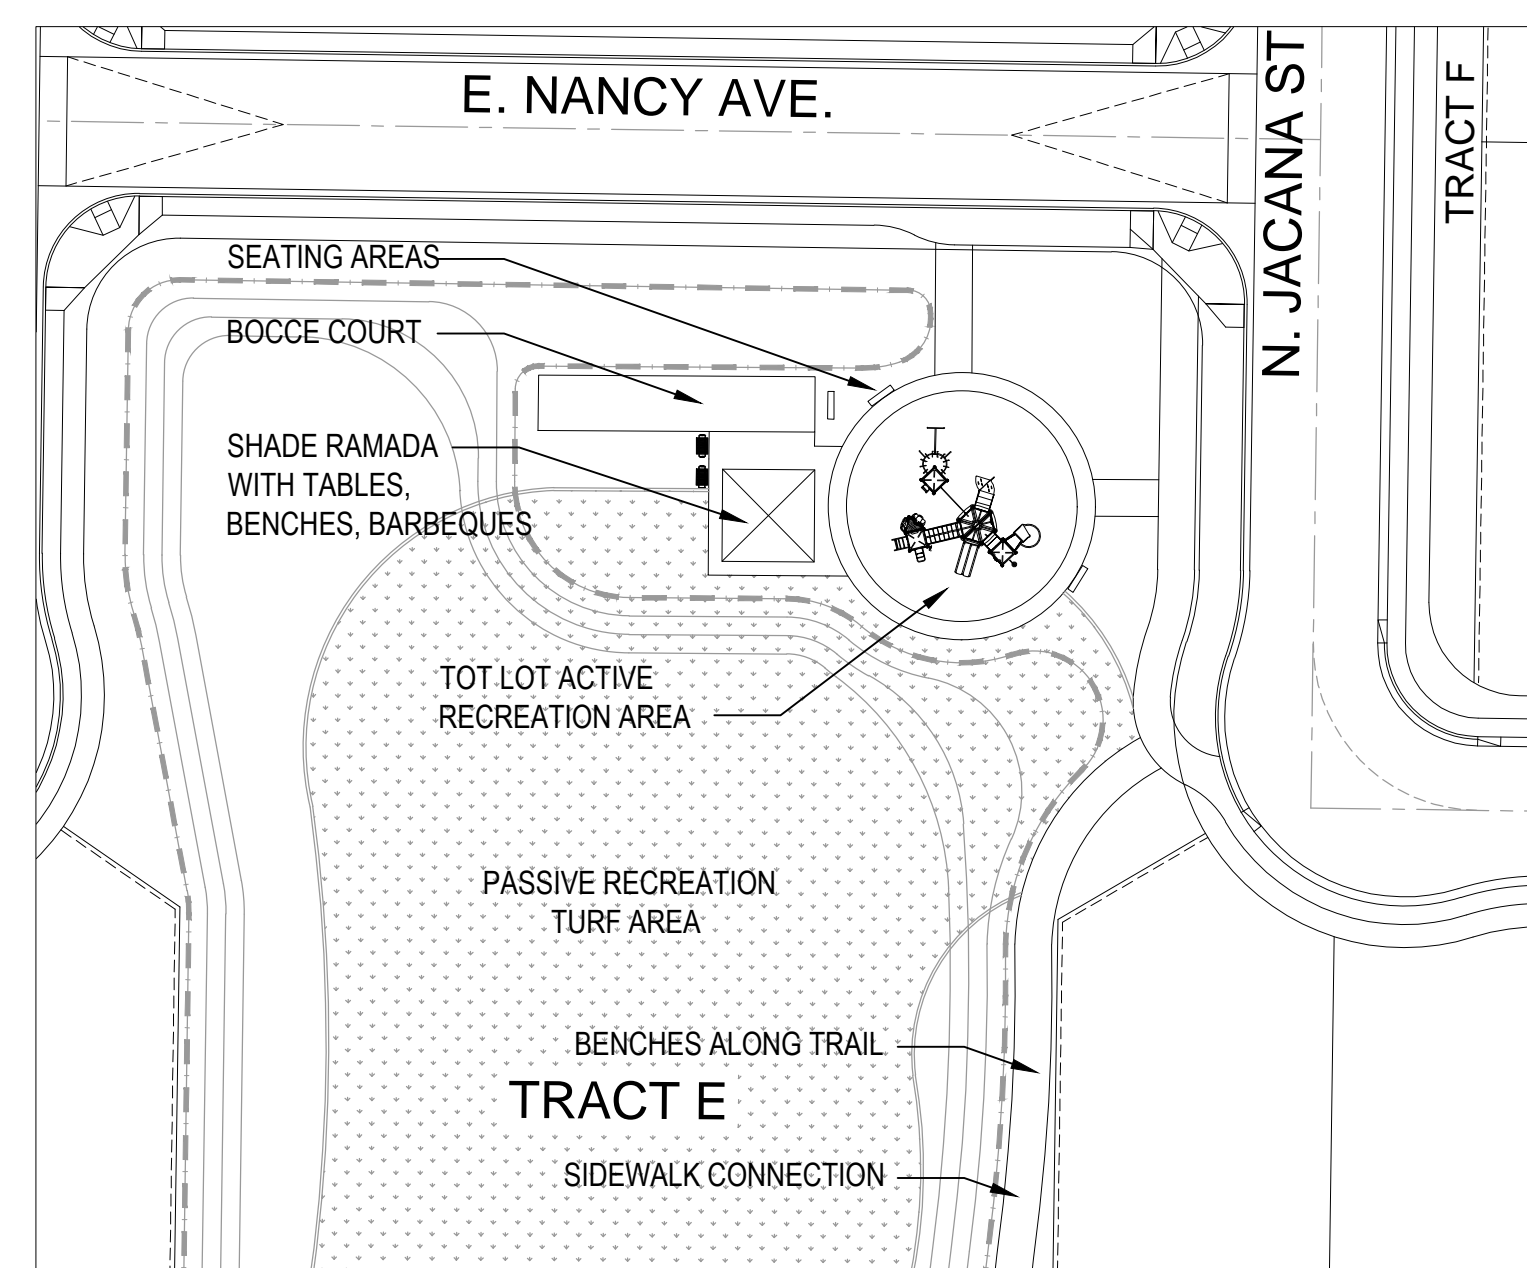 E. NANCY AVE.
N. JACANA ST
TRACT F
SEATING AREAS
BOCCE COURT
SHADE RAMADA
WITH TABLES,
BENCHES, BARBEQUES
TOT LOT ACTIVE
RECREATION AREA
PASSIVE RECREATION
TURF AREA
BENCHES ALONG TRAIL
TRACT E
SIDEWALK CONNECTION